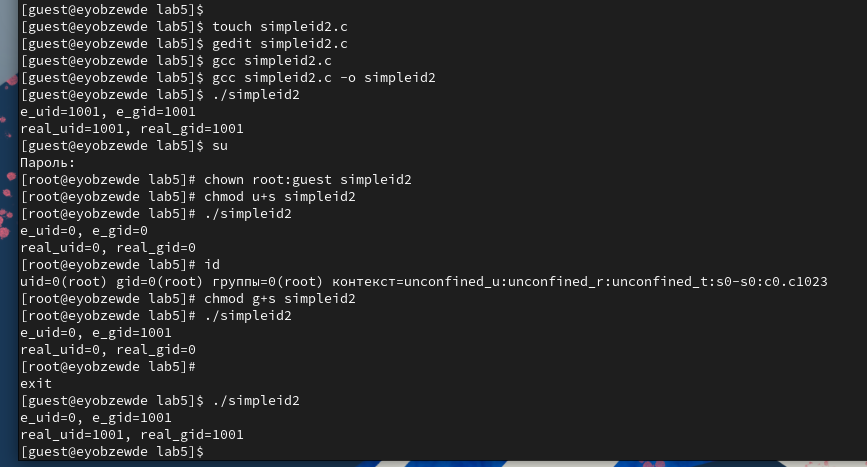 [guest@eyobzewde lab5]$
[guest@eyobzewde lab5]$ touch simpleid2.c
[guest@eyobzewde lab5]$ gedit simpleid2.c
[guest@eyobzewde lab5]$ gcc simpleid2.c
[guest@eyobzewde lab5]$ gcc simpleid2.c -o simpleid2
[guest@eyobzewde lab5]$ ./simpleid2
e_uid=1001, e_gid=1001
real_uid=1001, real_gid=1001
[guest@eyobzewde lab5]$ su
Пароль:
[root@eyobzewde lab5]# chown root:guest simpleid2
[root@eyobzewde lab5]# chmod u+s simpleid2
[root@eyobzewde lab5]# ./simpleid2
e_uid=0, e_gid=0
real_uid=0, real_gid=0
[root@eyobzewde lab5]# id
uid=0(root) gid=0(root) группы=0(root) контекст=unconfined_u:unconfined_r:unconfined_t:s0-s0:c0.c1023
[root@eyobzewde lab5]# chmod g+s simpleid2
[root@eyobzewde lab5]# ./simpleid2
e_uid=0, e_gid=1001
real_uid=0, real_gid=0
[root@eyobzewde lab5]#
exit
[guest@eyobzewde lab5]$ ./simpleid2
e_uid=0, e_gid=1001
real_uid=1001, real_gid=1001
[guest@eyobzewde lab5]$